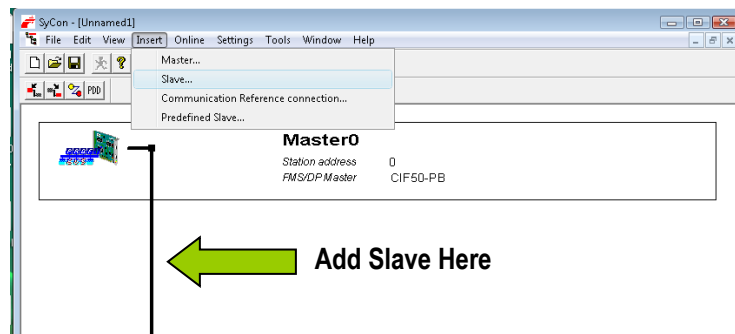 SyCon - [Unnamed1]
File Edit View Insert Online Settings Tools Window Help
Master...
Slave...
Communication Reference connection...
Predefined Slave...
PDD
Master0
Station address 0
FMS/DP Master CIF50-PB
Add Slave Here